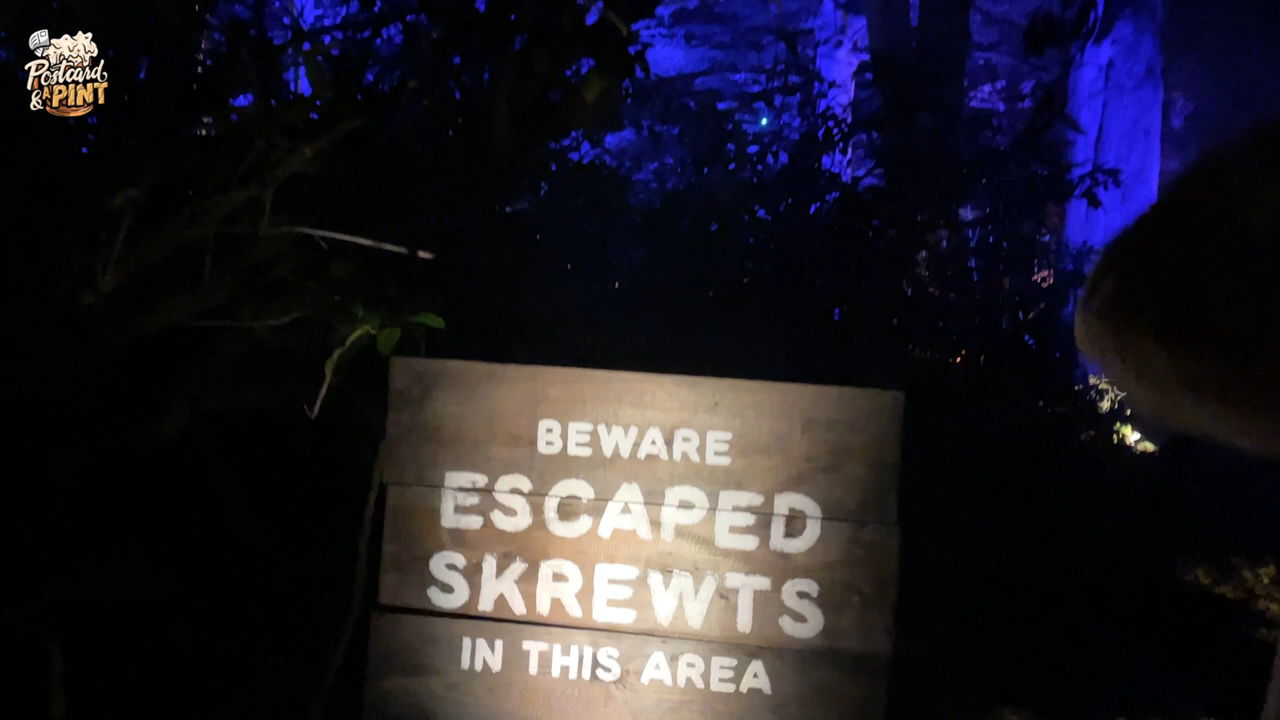 Postcard
& A PINT
BEWARE
ESCAPED
SKREWTS
IN THIS AREA